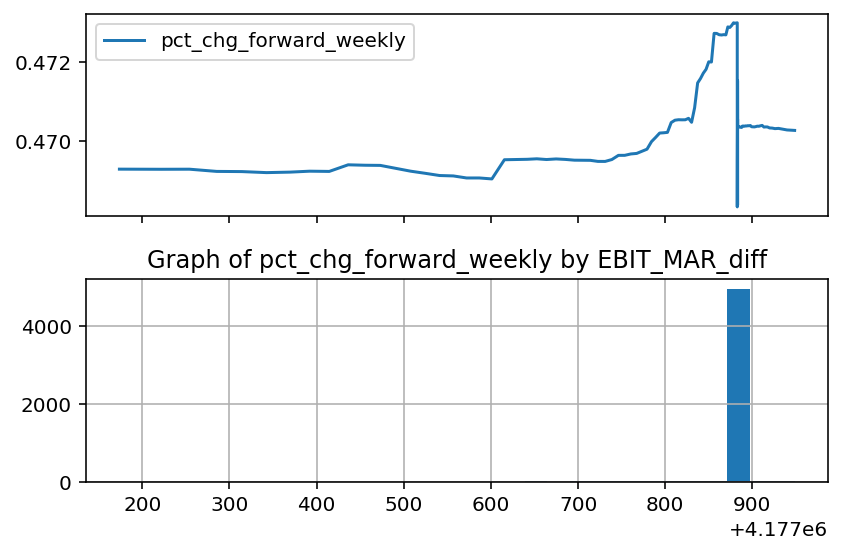 pct_chg_forward_weekly
0.472
0.470
Graph of pct_chg_forward_weekly by EBIT_MAR_diff
4000
2000
0
200 300 400 500 600 700 800 900
+4.177e6